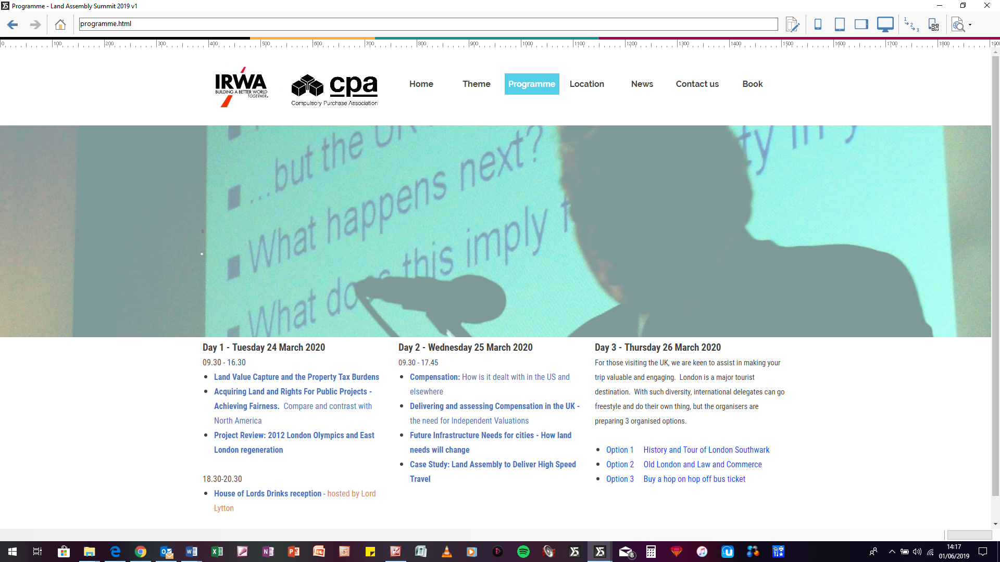 Programme - Land Assembly Summit 2019 v1
programme.html
0 100 200 300 400 500 600 700 800 900 1000 1100 1200 1300 1400 1500 1600 1700 1800 1900
IRWA
BUILDING A BETTER WORLD
TOGETHER.
cpa
Compulsory Purchase Association
Home Theme Programme Location News Contact us Book
...but the
What happens next?
What do this imply
What
Day 1 - Tuesday 24 March 2020
09.30 - 16.30
Land Value Capture and the Property Tax Burdens
Acquiring Land and Rights For Public Projects -
Achieving Fairness. Compare and contrast with
North America
Project Review: 2012 London Olympics and East
London regeneration
18.30-20.30
House of Lords Drinks reception - hosted by Lord
Lytton
Day 2 - Wednesday 25 March 2020
09.30 - 17.45
Compensation: How is it dealt with in the US and
elsewhere
Delivering and assessing Compensation in the UK -
the need for Independent Valuations
Future Infrastructure Needs for cities - How land
needs will change
Case Study: Land Assembly to Deliver High Speed
Travel
Day 3 - Thursday 26 March 2020
For those visiting the UK, we are keen to assist in making your
trip valuable and engaging. London is a major tourist
destination. With such diversity, international delegates can go
freestyle and do their own thing, but the organisers are
preparing 3 organised options.
Option 1 History and Tour of London Southwark
Option 2 Old London and Law and Commerce
Option 3 Buy a hop on hop off bus ticket
14:17
01/06/2019